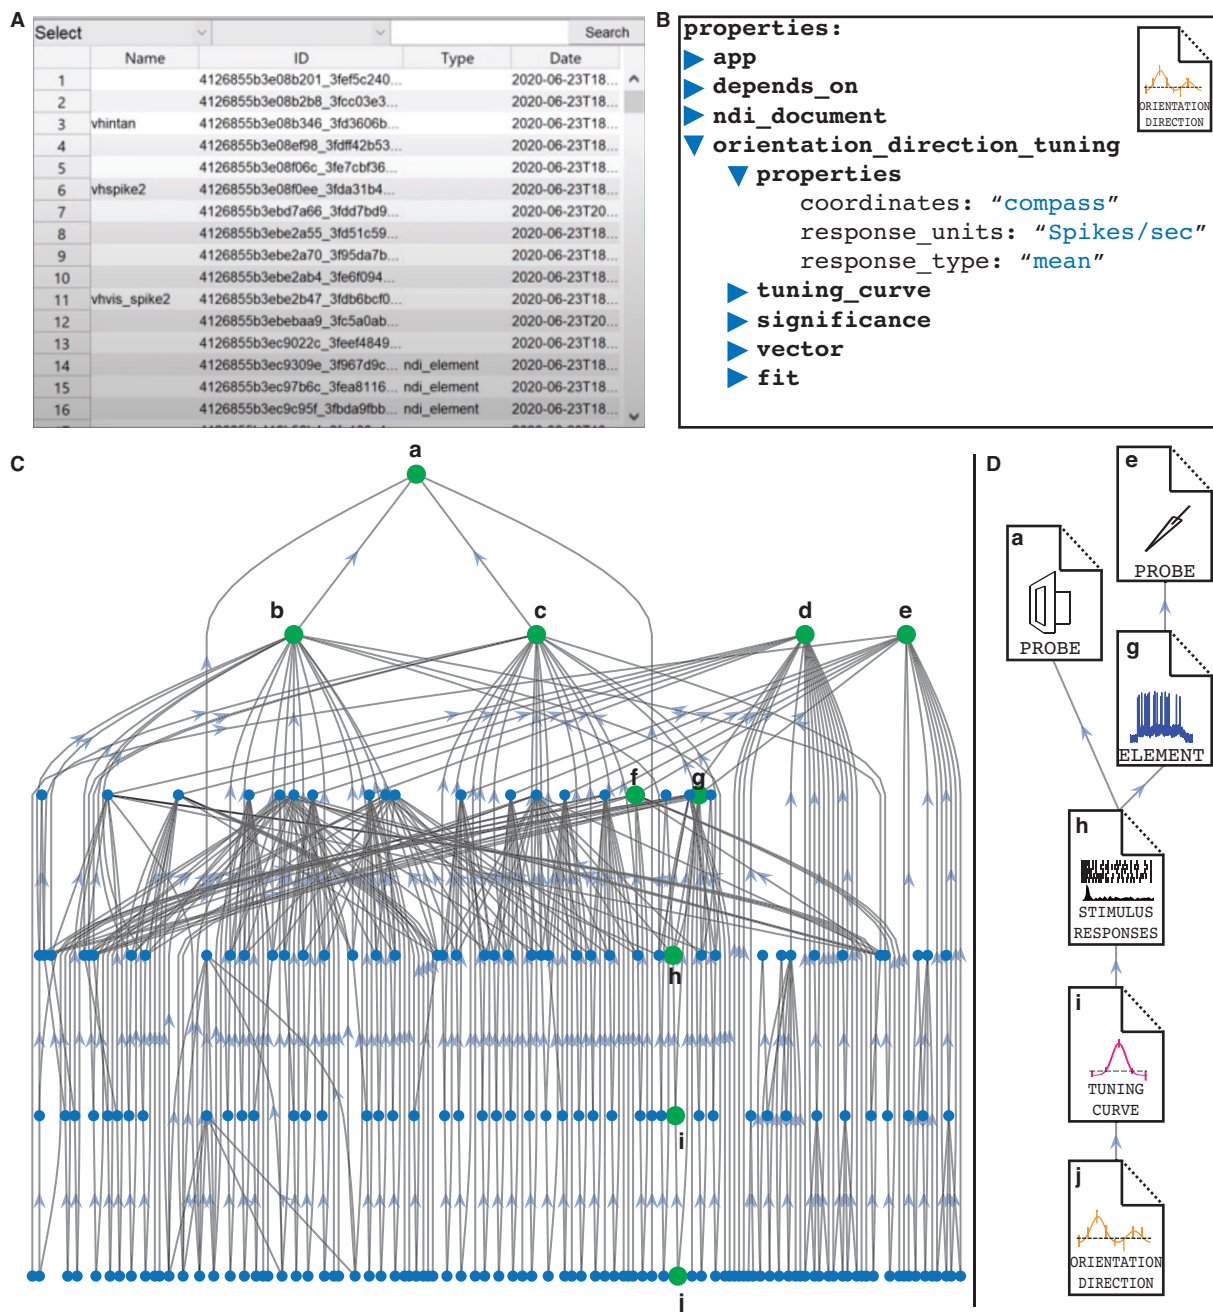 A
Select
Search
Name ID Type Date
1 4126855b3e08b201_3fef5c240... 2020-06-23T18...
2 4126855b3e08b2b8_3fcc03e3... 2020-06-23T18...
3 vhintan 4126855b3e08b346_3fd3606b... 2020-06-23T18...
4 4126855b3e08ef98_3fdff42b53... 2020-06-23T18...
5 4126855b3e08f06c_3fe7cbf36... 2020-06-23T18...
6 vhspike2 4126855b3e08f0ee_3fda31b4... 2020-06-23T18...
7 4126855b3ebd7a66_3fdd7bd9... 2020-06-23T20...
8 4126855b3ebe2a55_3fd51c59... 2020-06-23T18...
9 4126855b3ebe2a70_3f95da7b... 2020-06-23T18...
10 4126855b3ebe2ab4_3fe6f094... 2020-06-23T18...
11 vhvis_spike2 4126855b3ebe2b47_3fdb6bcf0... 2020-06-23T18...
12 4126855b3ebebaa9_3fc5a0ab... 2020-06-23T20...
13 4126855b3ec9022c_3feef4849... 2020-06-23T18...
14 4126855b3ec9309e_3f967d9c... ndi_element 2020-06-23T18...
15 4126855b3ec97b6c_3fea8116... ndi_element 2020-06-23T18...
16 4126855b3ec9c95f_3fbda9fbb... ndi_element 2020-06-23T18...
B
properties:
app
depends_on
ndi_document
orientation_direction_tuning
properties
coordinates: “compass”
response_units: “Spikes/sec”
response_type: “mean”
tuning_curve
significance
vector
fit
ORIENTATION
DIRECTION
C
a
b
c
d
e
f
g
h
i
j
D
e
PROBE
a
PROBE
g
ELEMENT
h
STIMULUS
RESPONSES
i
TUNING
CURVE
j
ORIENTATION
DIRECTION